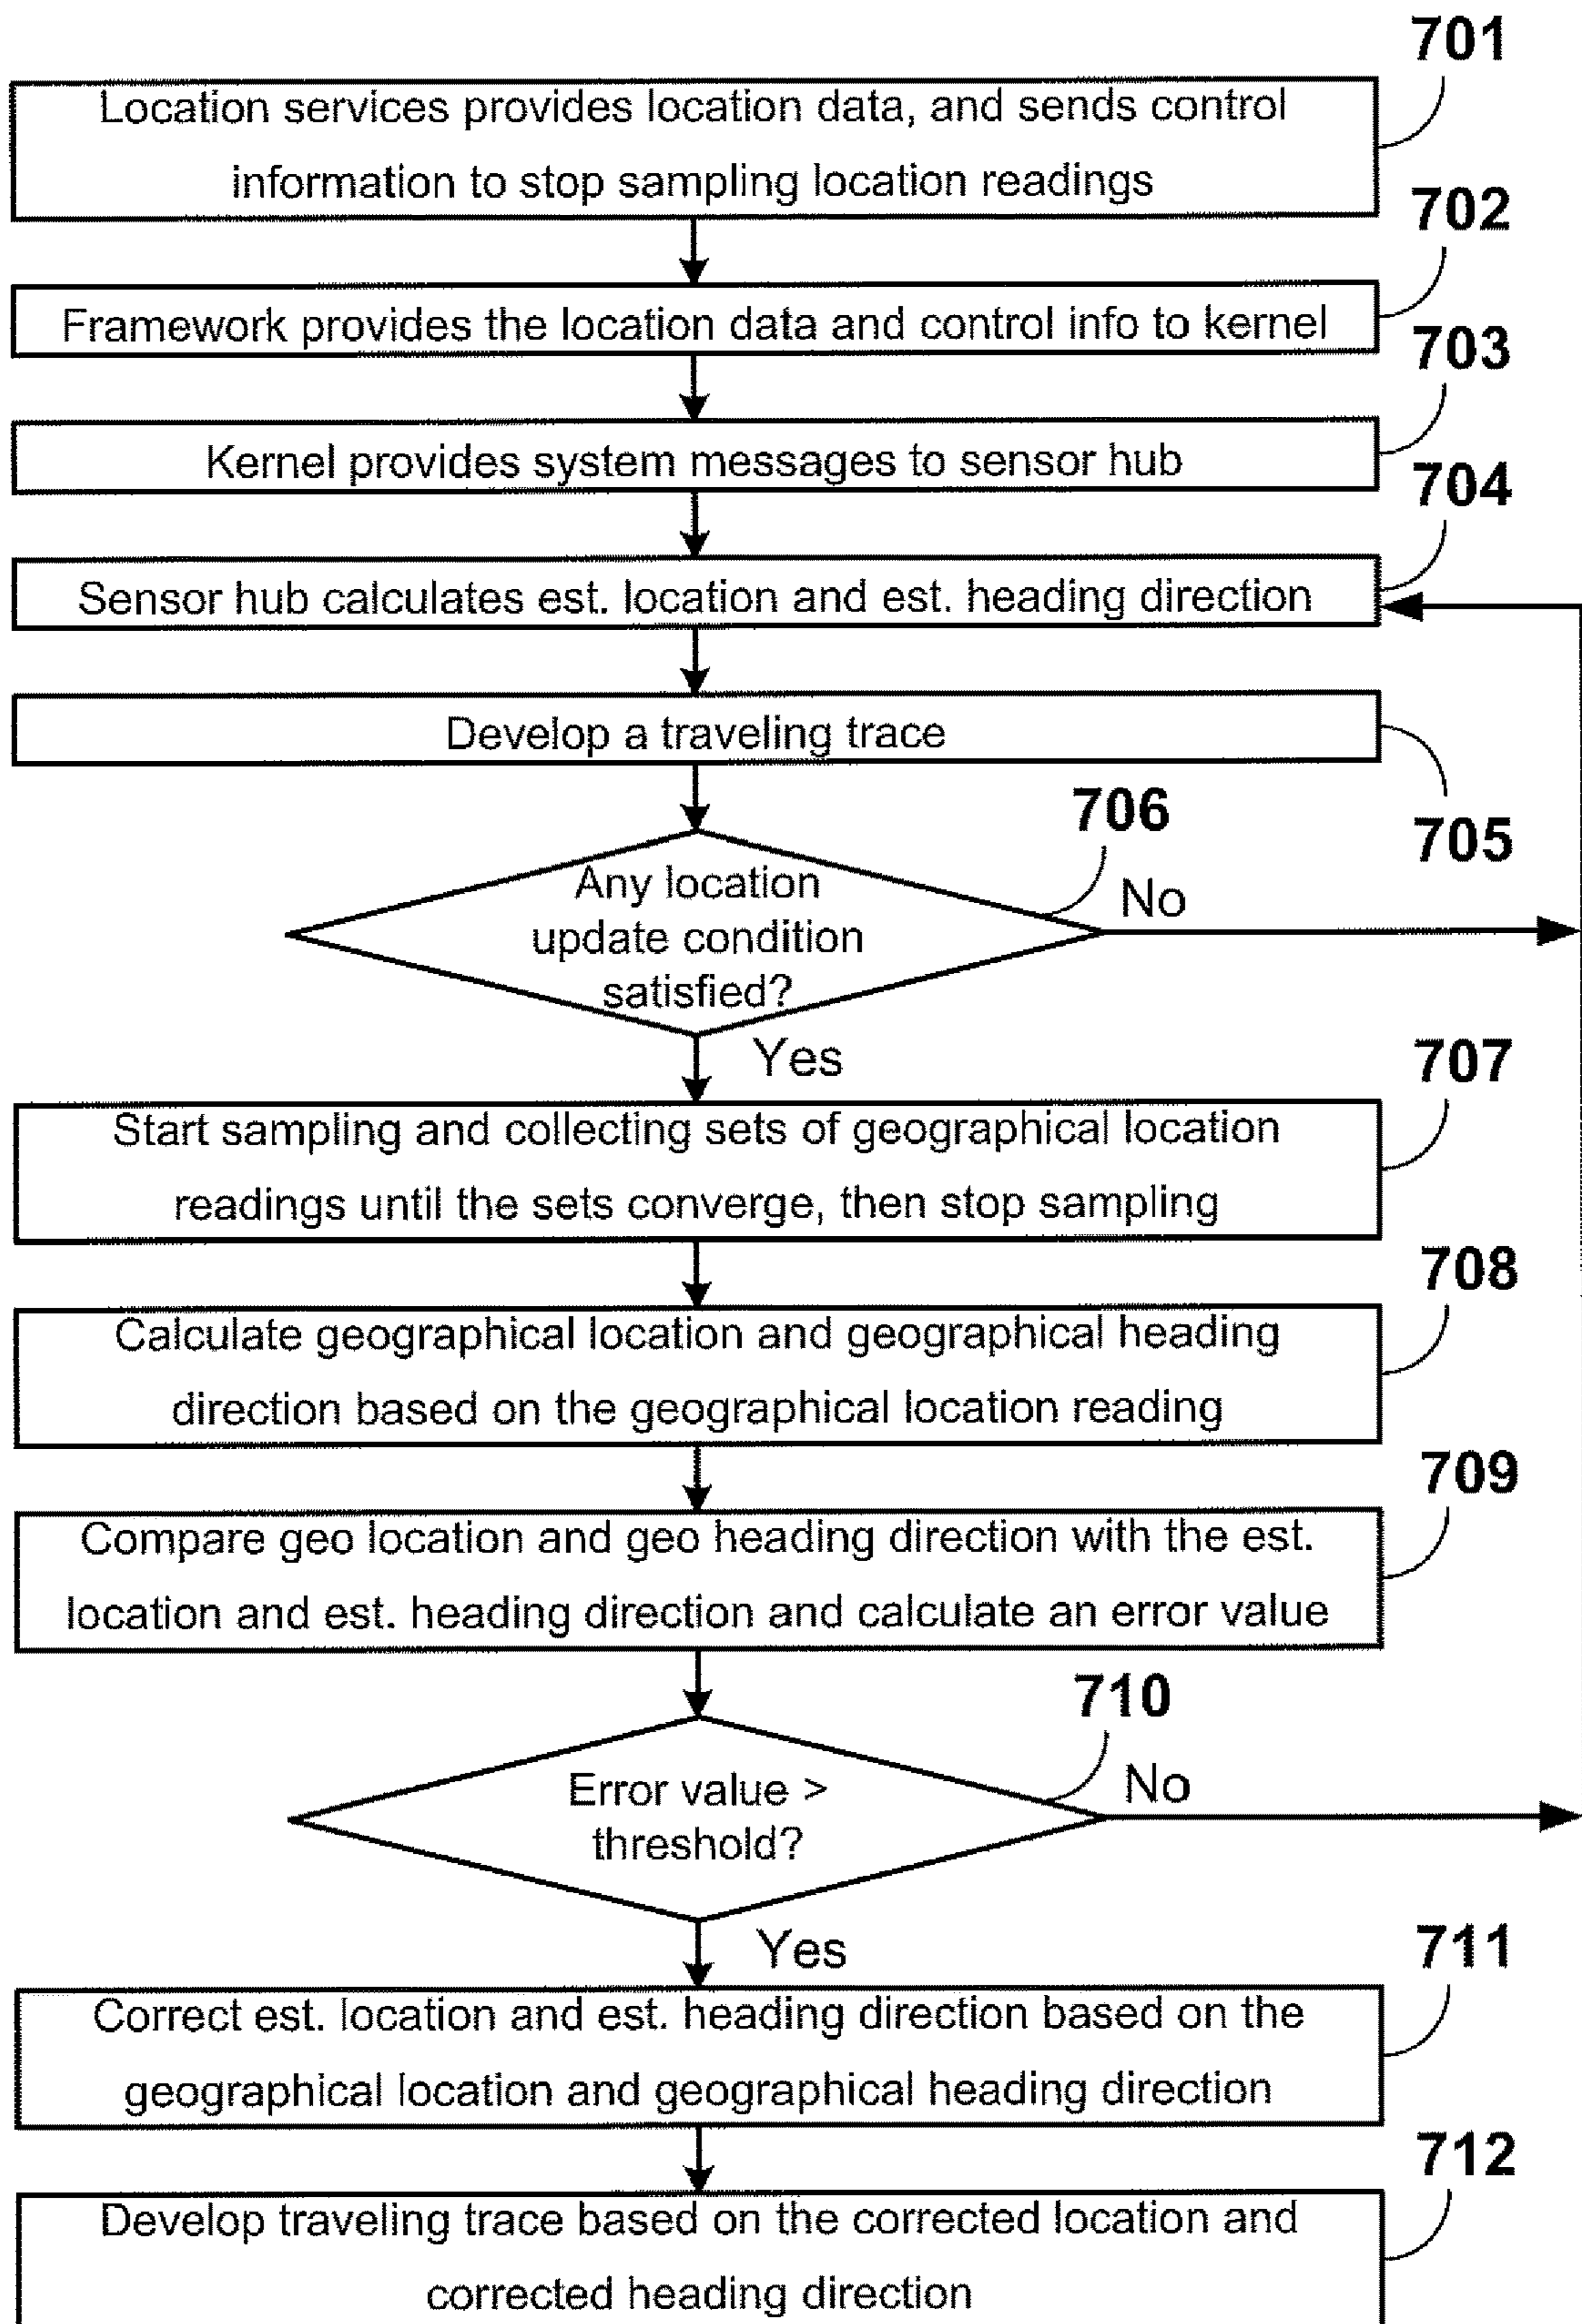 701
Location services provides location data, and sends control
information to stop sampling location readings
702
Framework provides the location data and control info to kernel
703
Kernel provides system messages to sensor hub
704
Sensor hub calculates est. location and est. heading direction
Develop a traveling trace
705
706
Any location
update condition
satisfied?
No
Yes
707
Start sampling and collecting sets of geographical location
readings until the sets converge, then stop sampling
708
Calculate geographical location and geographical heading
direction based on the geographical location reading
709
Compare geo location and geo heading direction with the est.
location and est. heading direction and calculate an error value
710
Error value >
threshold?
No
Yes
711
Correct est. location and est. heading direction based on the
geographical location and geographical heading direction
712
Develop traveling trace based on the corrected location and
corrected heading direction